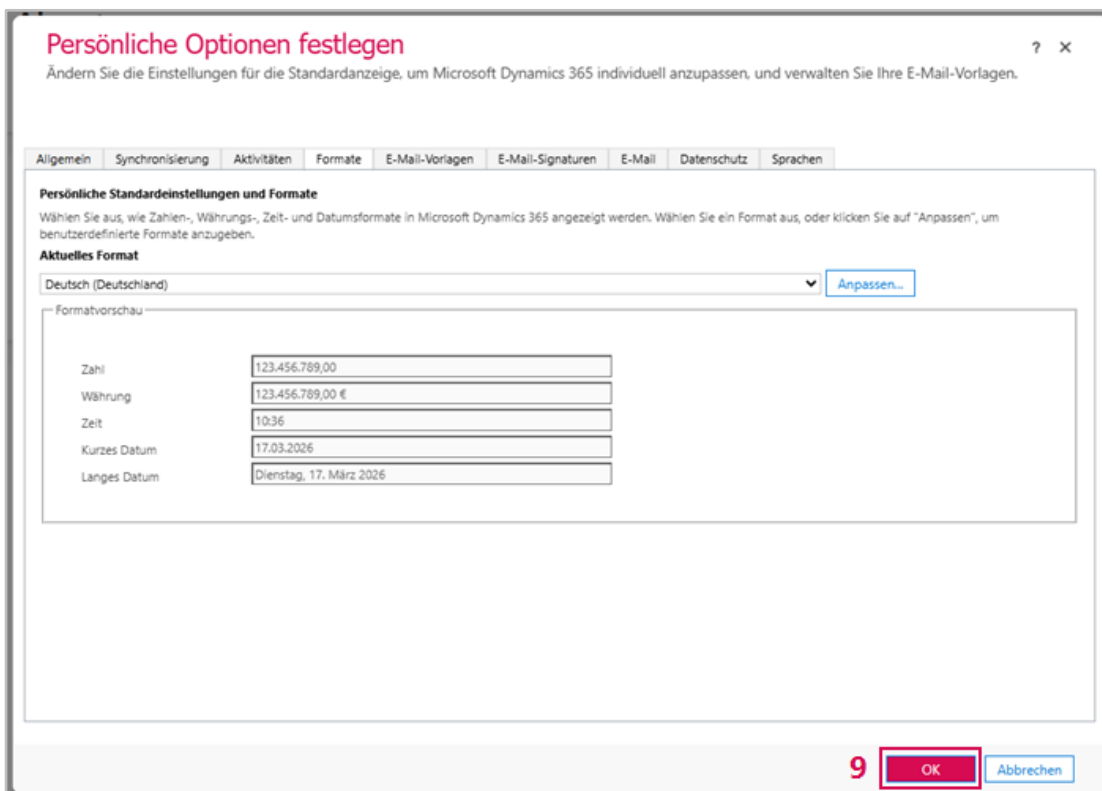 Persönliche Optionen festlegen
? ×
Ändern Sie die Einstellungen für die Standardanzeige, um Microsoft Dynamics 365 individuell anzupassen, und verwalten Sie Ihre E-Mail-Vorlagen.
Allgemein Synchronisierung Aktivitäten Formate E-Mail-Vorlagen E-Mail-Signaturen E-Mail Datenschutz Sprachen
Persönliche Standardeinstellungen und Formate
Wählen Sie aus, wie Zahlen-, Währungs-, Zeit- und Datumsformate in Microsoft Dynamics 365 angezeigt werden. Wählen Sie ein Format aus, oder klicken Sie auf "Anpassen", um
benutzerdefinierte Formate anzugeben.
Aktuelles Format
Deutsch (Deutschland) Anpassen...
Formatvorschau
Zahl 123.456.789,00
Währung 123.456.789,00 €
Zeit 10:36
Kurzes Datum 17.03.2026
Langes Datum Dienstag, 17. März 2026
9 OK Abbrechen